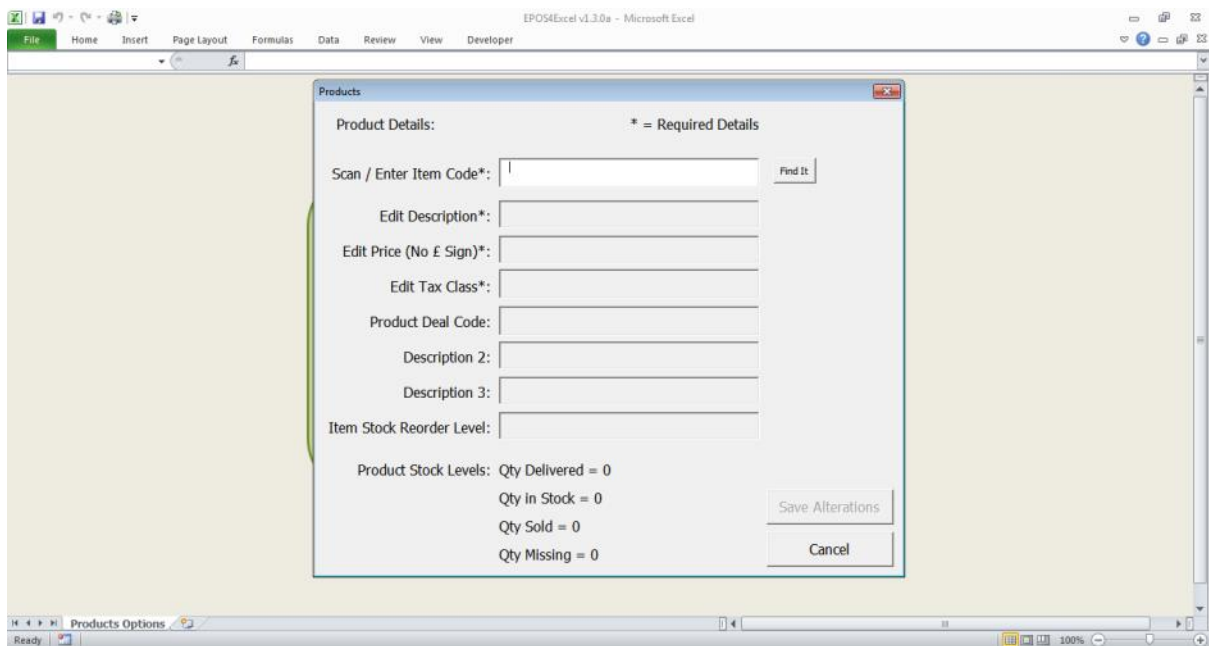 EPOS4Excel v1.3.0a - Microsoft Excel
File Home Insert Page Layout Formulas Data Review View Developer
fx
Products
Product Details: * = Required Details
Scan / Enter Item Code*: Find It
Edit Description*:
Edit Price (No £ Sign)*:
Edit Tax Class*:
Product Deal Code:
Description 2:
Description 3:
Item Stock Reorder Level:
Product Stock Levels: Qty Delivered = 0
Qty in Stock = 0
Save Alterations
Qty Sold = 0
Cancel
Qty Missing = 0
Products Options
Ready 100%